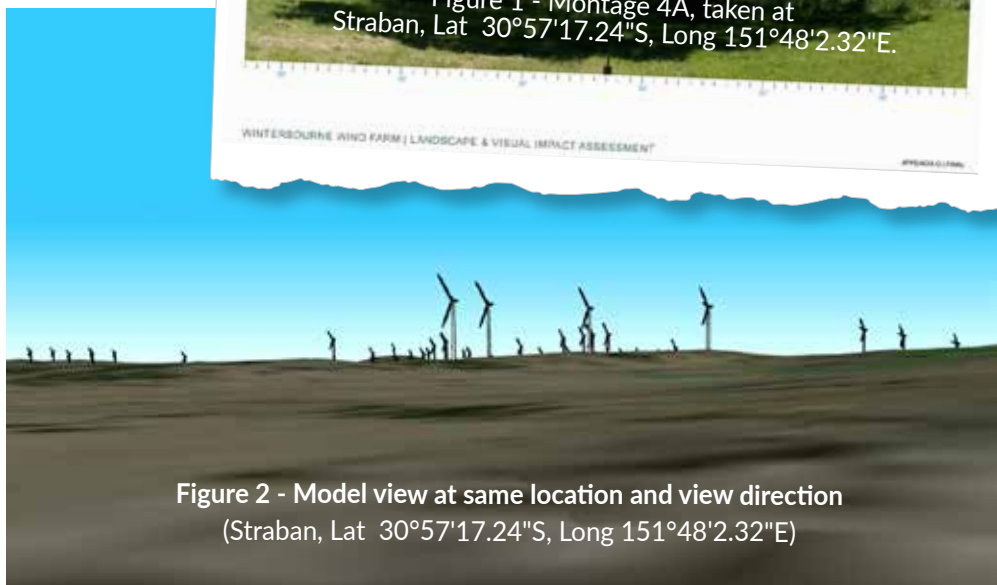 Figure 1 - Montage 4A, taken at
Straban, Lat 30°57'17.24"S, Long 151°48'2.32"E.
WINTERBOURNE WIND FARM | LANDSCAPE & VISUAL IMPACT ASSESSMENT
Figure 2 - Model view at same location and view direction
(Straban, Lat 30°57'17.24"S, Long 151°48'2.32"E)